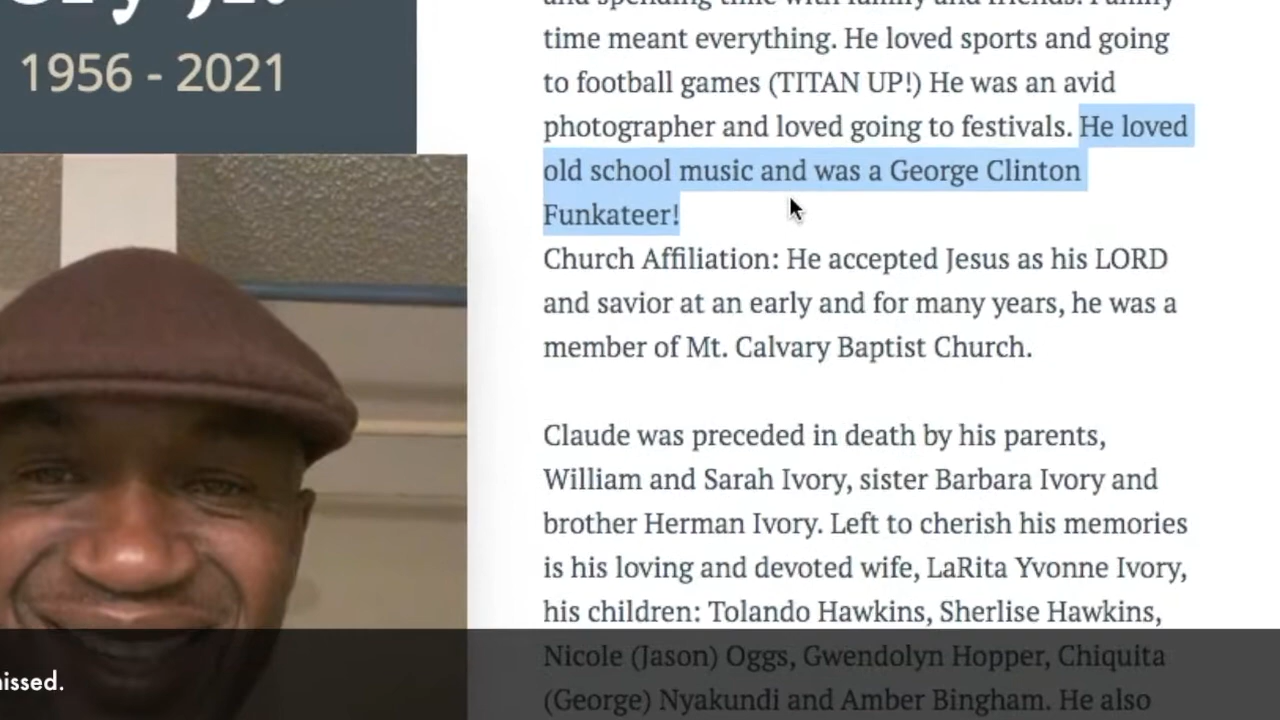 1956 - 2021
time meant everything. He loved sports and going
to football games (TITAN UP!) He was an avid
photographer and loved going to festivals. He loved
old school music and was a George Clinton
Funkateer!
Church Affiliation: He accepted Jesus as his LORD
and savior at an early and for many years, he was a
member of Mt. Calvary Baptist Church.
Claude was preceded in death by his parents,
William and Sarah Ivory, sister Barbara Ivory and
brother Herman Ivory. Left to cherish his memories
is his loving and devoted wife, LaRita Yvonne Ivory,
his children: Tolando Hawkins, Sherlise Hawkins,
Nicole (Jason) Oggs, Gwendolyn Hopper, Chiquita
(George) Nyakundi and Amber Bingham. He also